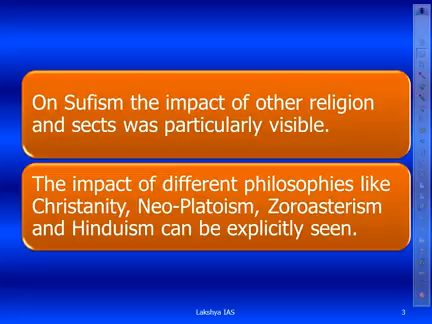 On Sufism the impact of other religion
and sects was particularly visible.
The impact of different philosophies like
Christanity, Neo-Platoism, Zoroasterism
and Hinduism can be explicitly seen.
Lakshya IAS
3